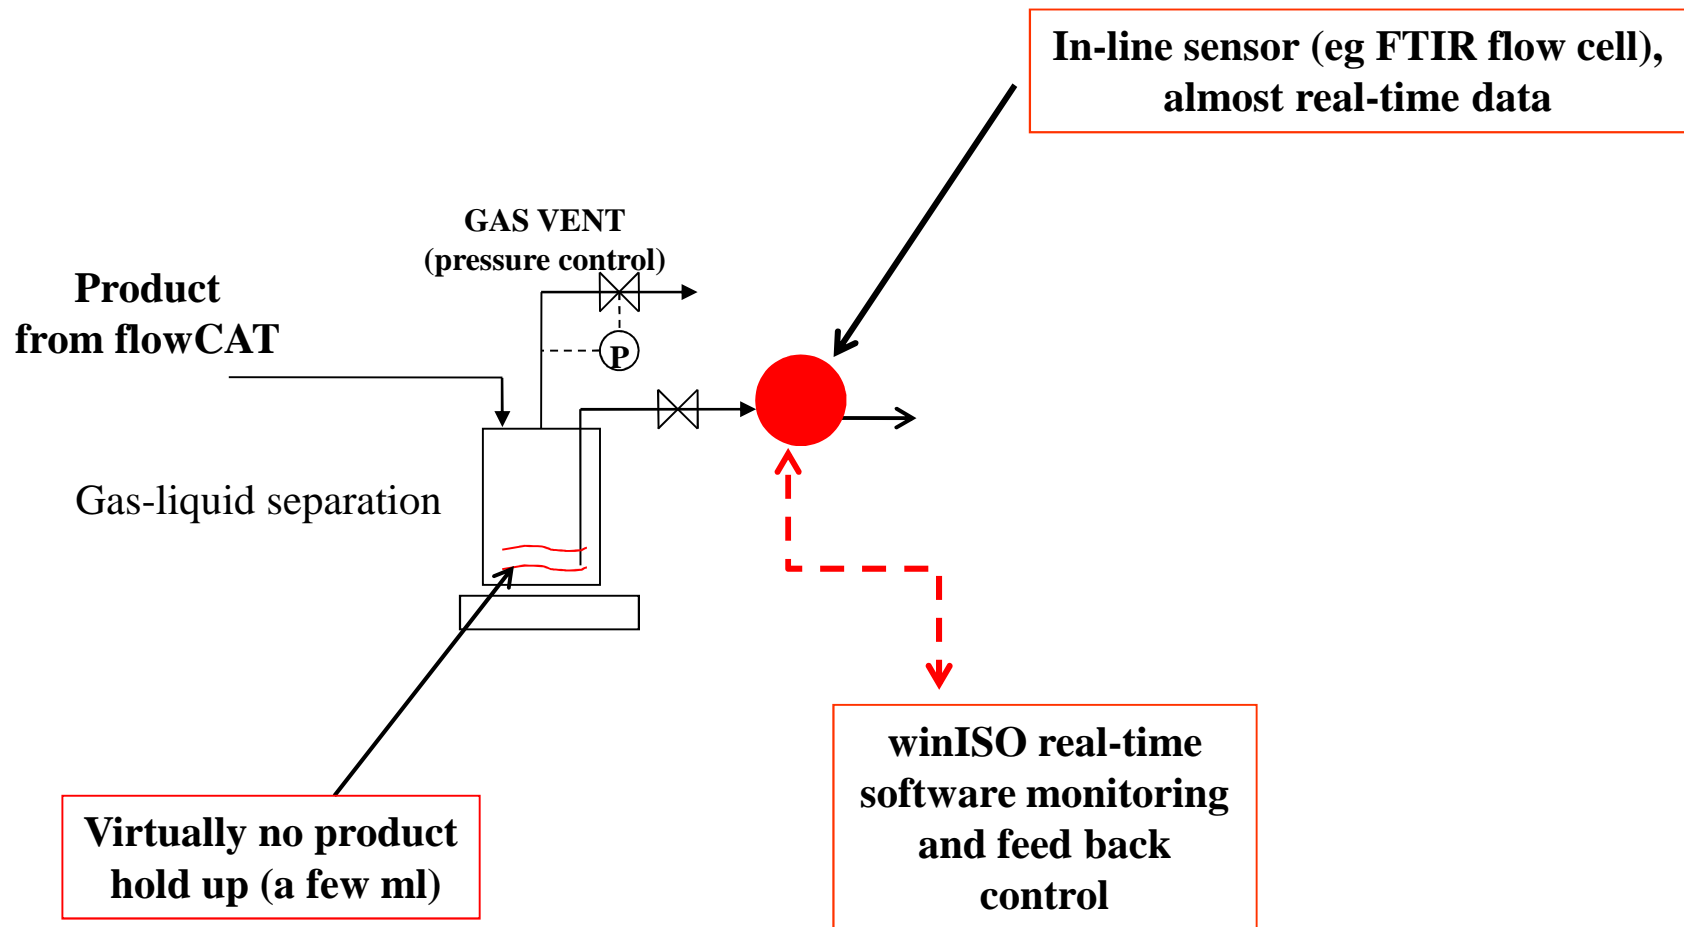 In-line sensor (eg FTIR flow cell),
almost real-time data
GAS VENT
(pressure control)
Product
from flowCAT
P
Gas-liquid separation
winISO real-time
software monitoring
and feed back
control
Virtually no product
hold up (a few ml)